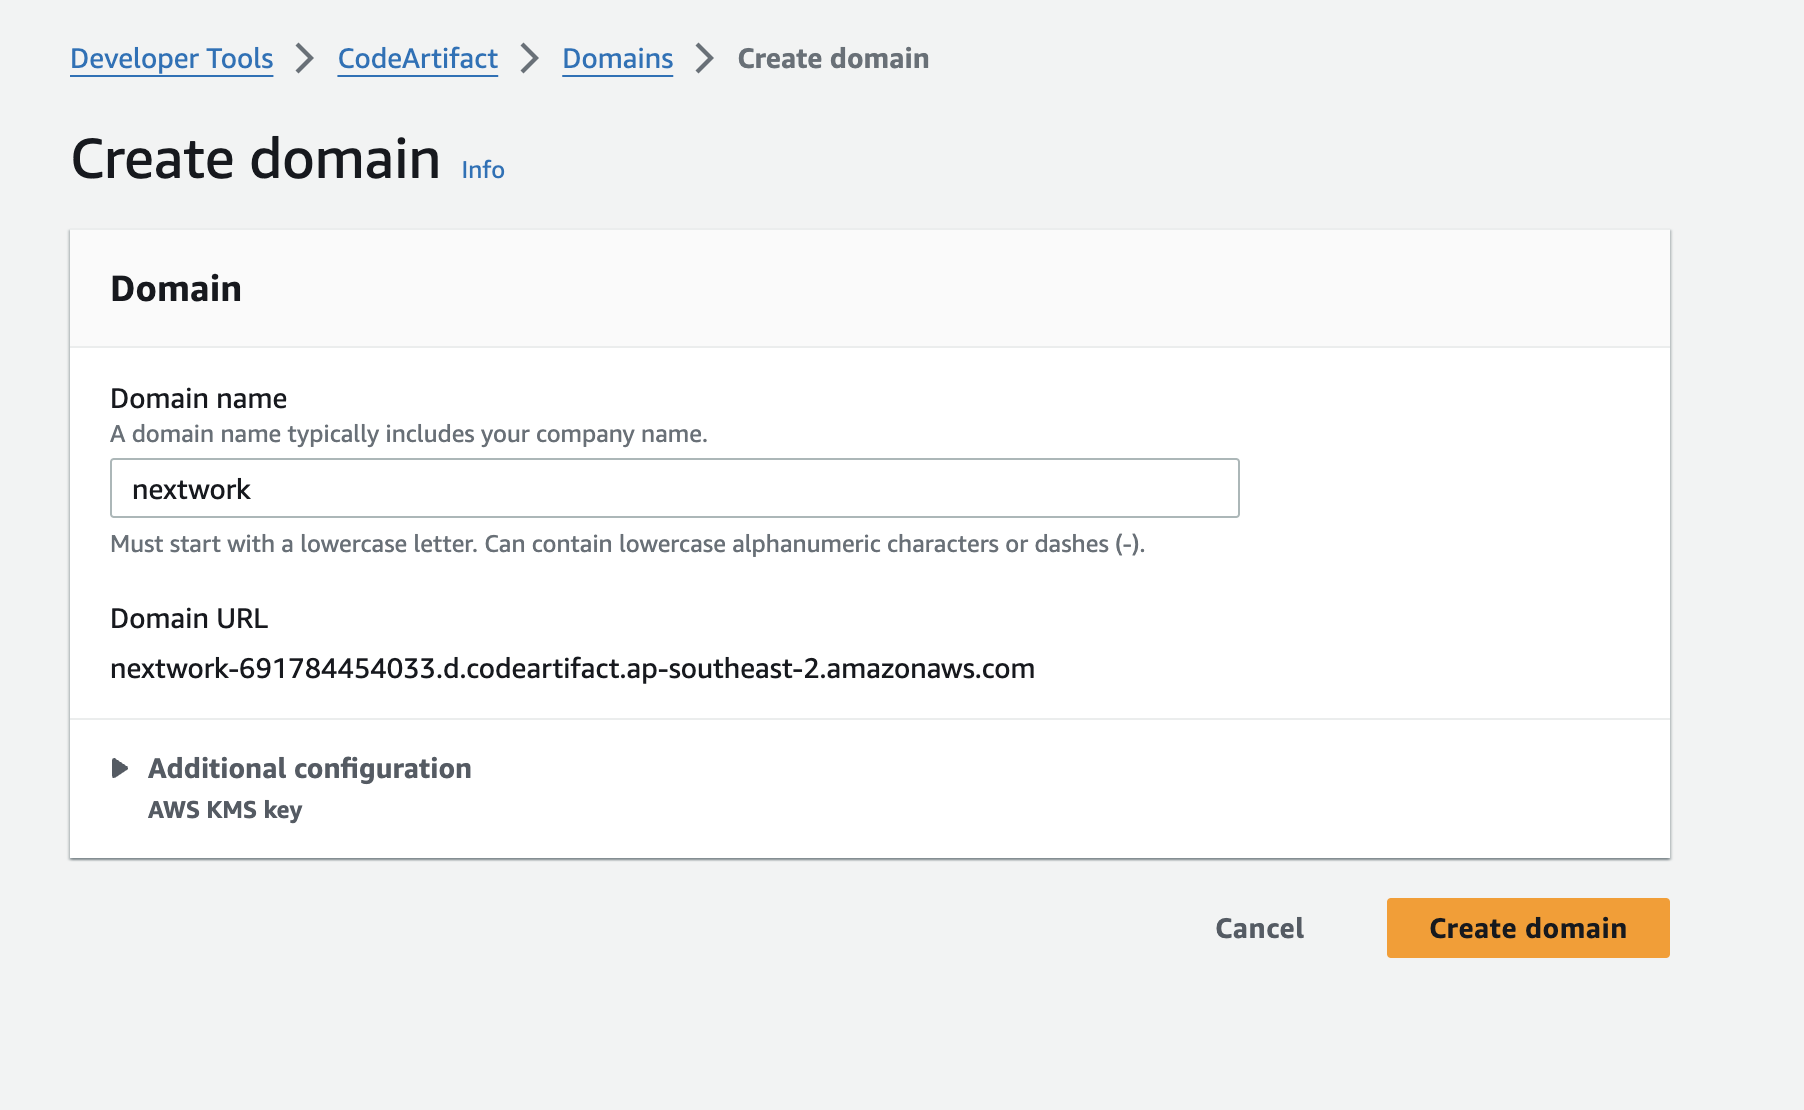 Developer Tools > CodeArtifact > Domains > Create domain
Create domain Info
Domain
Domain name
A domain name typically includes your company name.
nextwork
Must start with a lowercase letter. Can contain lowercase alphanumeric characters or dashes (-).
Domain URL
nextwork-691784454033.d.codeartifact.ap-southeast-2.amazonaws.com
Additional configuration
AWS KMS key
Cancel Create domain